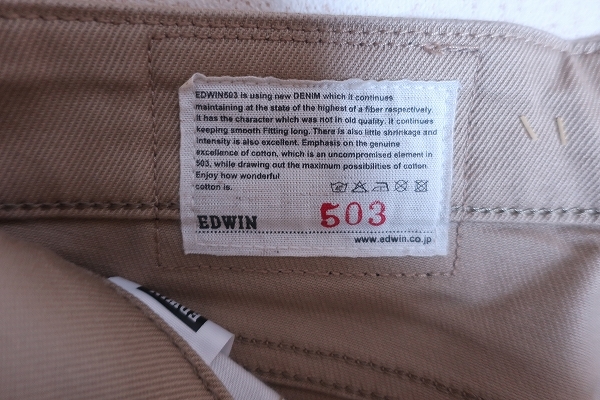 EDWIN503 is using new DENIM which it continues
maintaining at the state of the highest of a fiber respectively.
It has the character which was not in old quality. It continues
keeping smooth Fitting long. There is also little shrinkage and
intensity is also excellent. Emphasis on the genuine
excellence of cotton, which is an uncompromised element in
503, while drawing out the maximum possibilities of cotton.
Enjoy how wonderful
cotton is.
EDWIN 503
www.edwin.co.jp
EDWIN